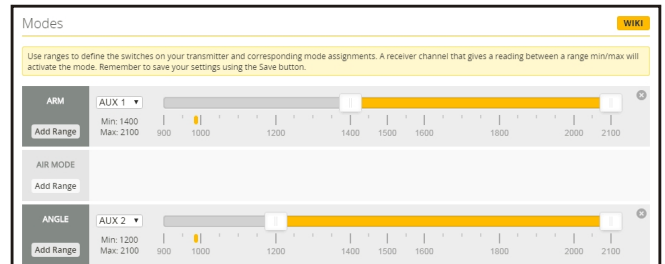 Modes
WIKI
Use ranges to define the switches on your transmitter and corresponding mode assignments. A receiver channel that gives a reading between a range min/max will
activate the mode. Remember to save your settings using the Save button.
ARM
AUX 1
Min: 1400
Add Range
Max: 2100
900 1000 1200 1400 1500 1600 1800 2000 2100
AIR MODE
Add Range
ANGLE
AUX 2
Min: 1200
Add Range
Max: 2100
900 1000 1200 1400 1500 1600 1800 2000 2100